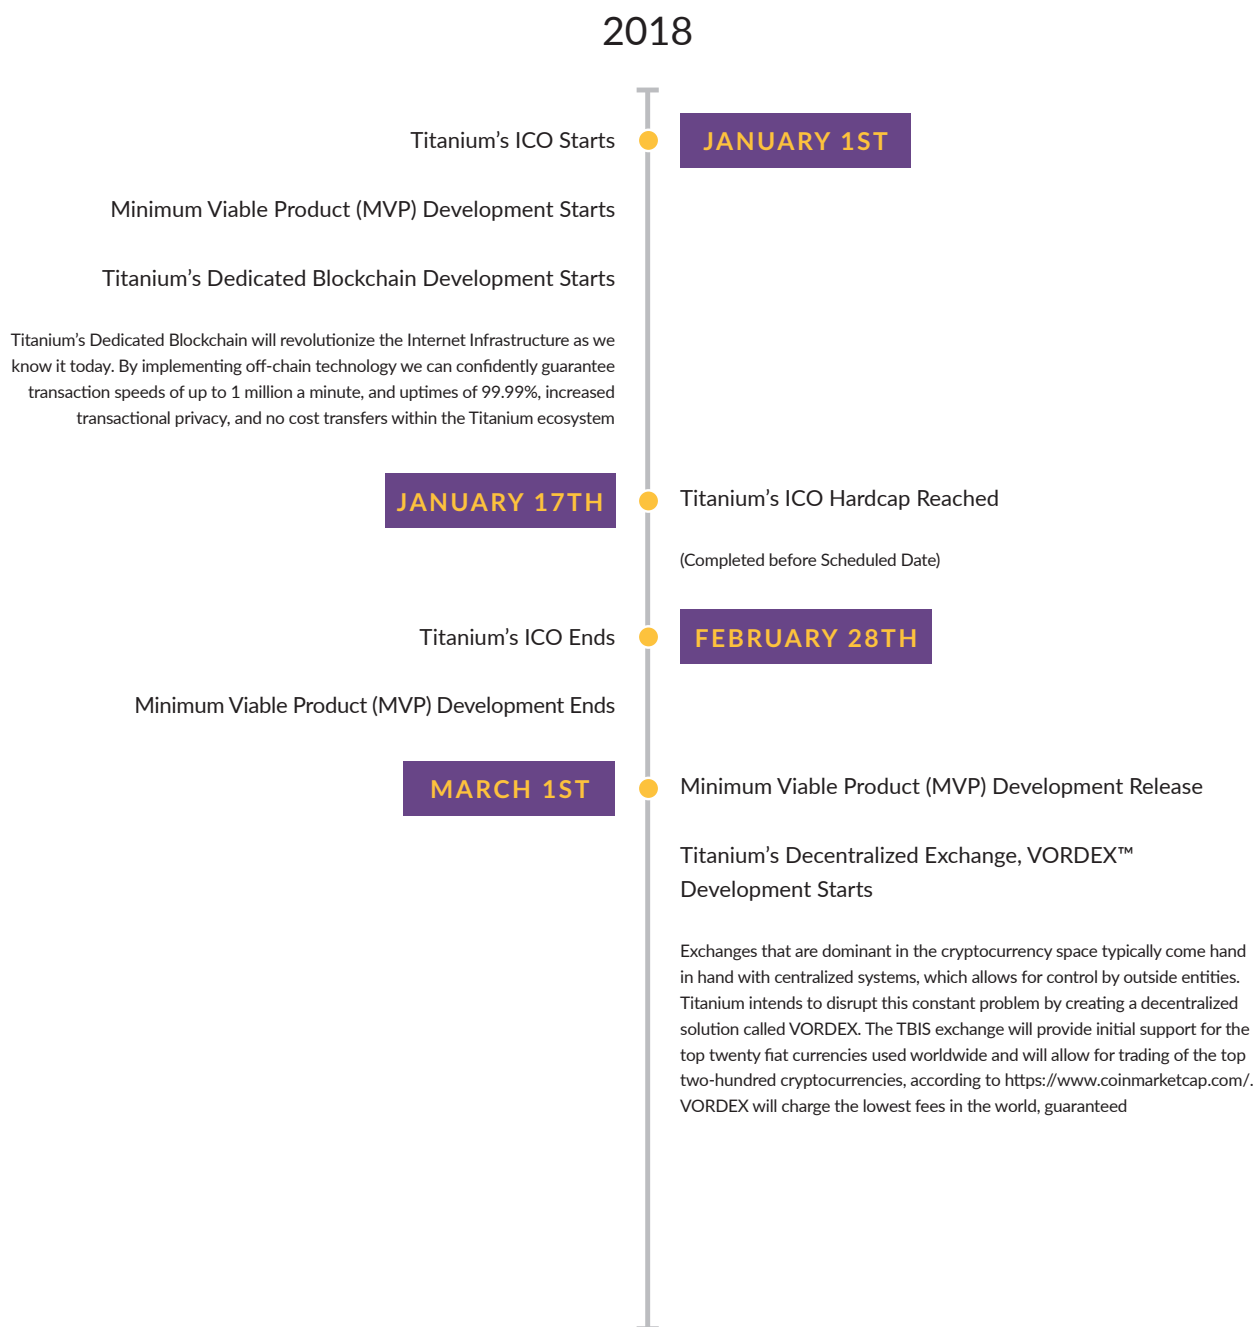 2018
Titanium’s ICO Starts
JANUARY 1ST
Minimum Viable Product (MVP) Development Starts
Titanium’s Dedicated Blockchain Development Starts
Titanium’s Dedicated Blockchain will revolutionize the Internet Infrastructure as we
know it today. By implementing off-chain technology we can confidently guarantee
transaction speeds of up to 1 million a minute, and uptimes of 99.99%, increased
transactional privacy, and no cost transfers within the Titanium ecosystem
JANUARY 17TH
Titanium’s ICO Hardcap Reached
(Completed before Scheduled Date)
Titanium’s ICO Ends
FEBRUARY 28TH
Minimum Viable Product (MVP) Development Ends
MARCH 1ST
Minimum Viable Product (MVP) Development Release
Titanium’s Decentralized Exchange, VORDEX™
Development Starts
Exchanges that are dominant in the cryptocurrency space typically come hand
in hand with centralized systems, which allows for control by outside entities.
Titanium intends to disrupt this constant problem by creating a decentralized
solution called VORDEX. The TBIS exchange will provide initial support for the
top twenty fiat currencies used worldwide and will allow for trading of the top
two-hundred cryptocurrencies, according to https://www.coinmarketcap.com/.
VORDEX will charge the lowest fees in the world, guaranteed